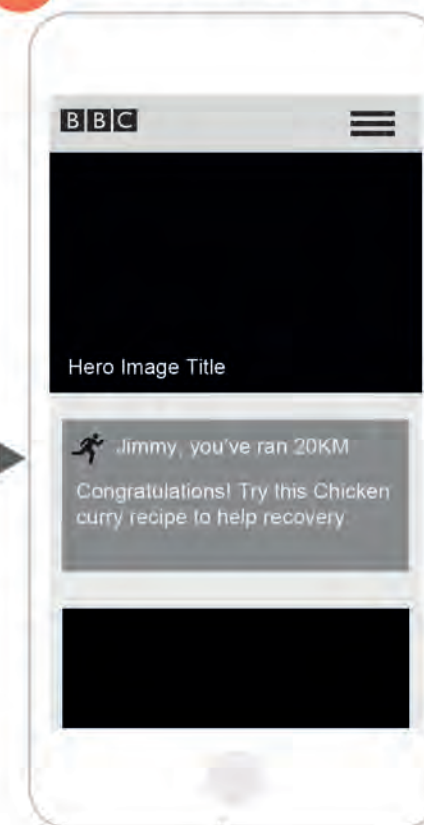 BBC
Hero Image Title
Jimmy, you've ran 20KM
Congratulations! Try this Chicken
curry recipe to help recovery